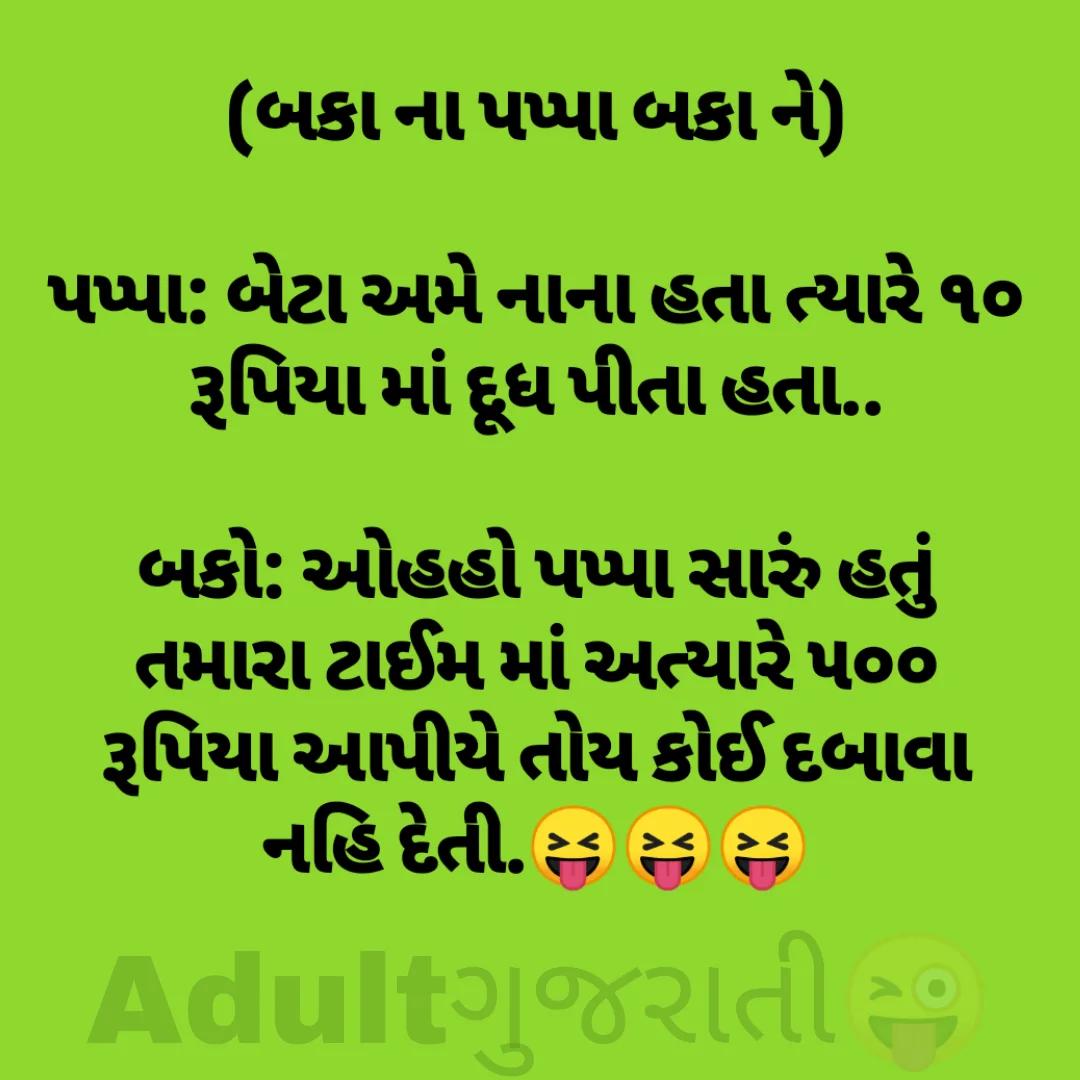 (બકા ના પપ્પા બકા ને)
પપ્પા: બેટા અમે નાના હતા ત્યારે ૧૦
રૂપિયા માં દૂધ પીતા હતા..
બકો: ઓહહો પપ્પા સારું હતું
તમારા ટાઈમ માં અત્યારે ૫૦૦
રૂપિયા આપીયે તોય કોઈ દબાવા
નહિ દેતી.😝😝😝
Adultગુજરાતી😜